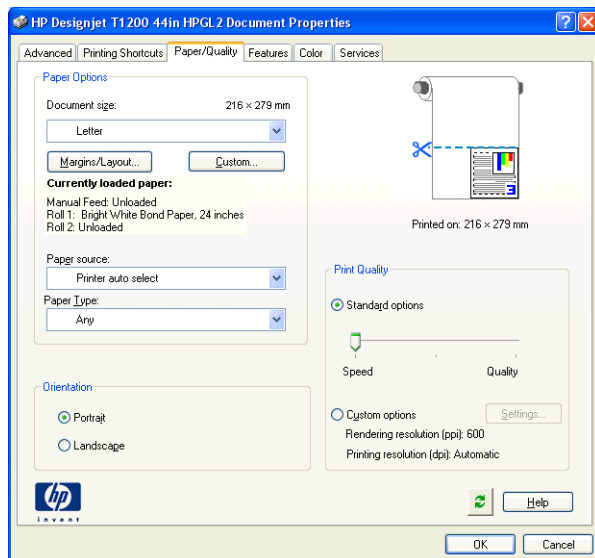 HP Designjet T1200 44in HPGL2 Document Properties
Advanced Printing Shortcuts Paper/Quality Features Color Services
Paper Options
Document size: 216 × 279 mm
Letter
Margins/Layout... Custom...
Currently loaded paper:
Manual Feed: Unloaded
Roll 1: Bright White Bond Paper, 24 inches
Roll 2: Unloaded
Paper source:
Printer auto select
Paper Type:
Any
Orientation
Portrait
Landscape
Printed on: 216 × 279 mm
Print Quality
Standard options
Speed Quality
Custom options Settings...
Rendering resolution (ppi): 600
Printing resolution (dpi): Automatic
hp
invent
Help
OK Cancel